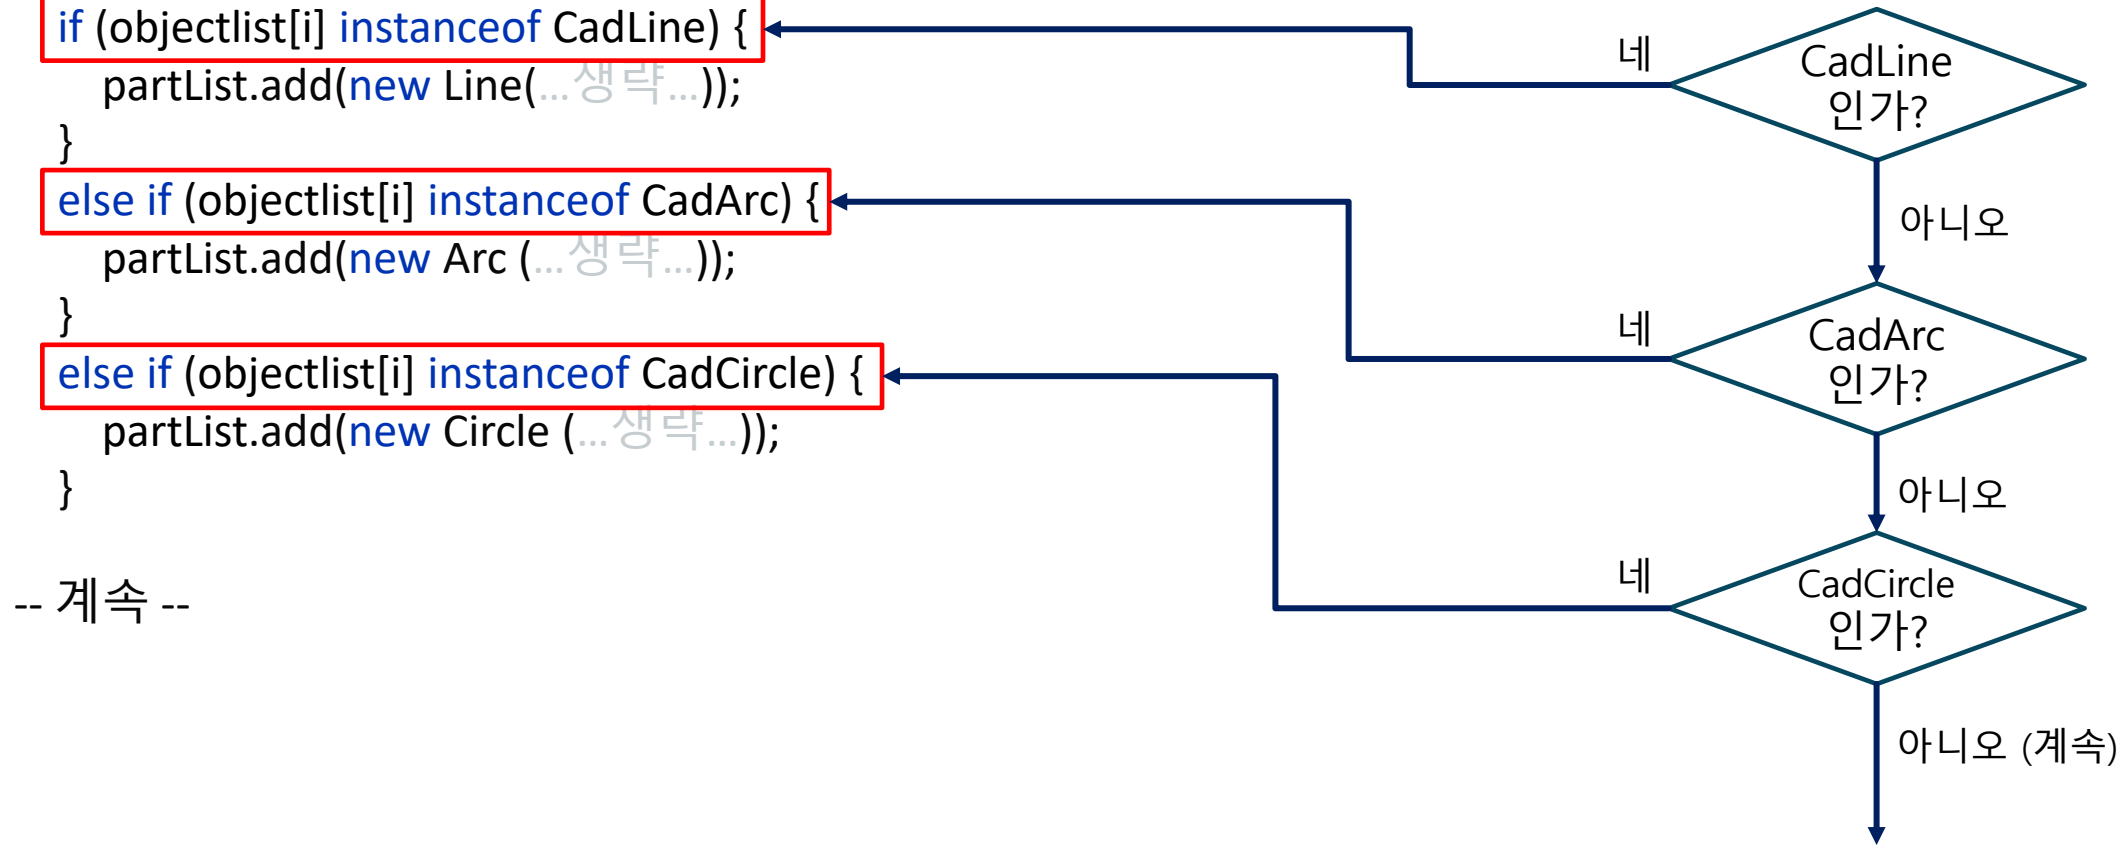 if (objectlist[i] instanceof CadLine) {
partList.add(new Line(...생략...));
}
else if (objectlist[i] instanceof CadArc) {
partList.add(new Arc (...생략...));
}
else if (objectlist[i] instanceof CadCircle) {
partList.add(new Circle (...생략...));
}
-- 계속 --
네
CadLine
인가?
아니오
네
CadArc
인가?
아니오
네
CadCircle
인가?
아니오 (계속)